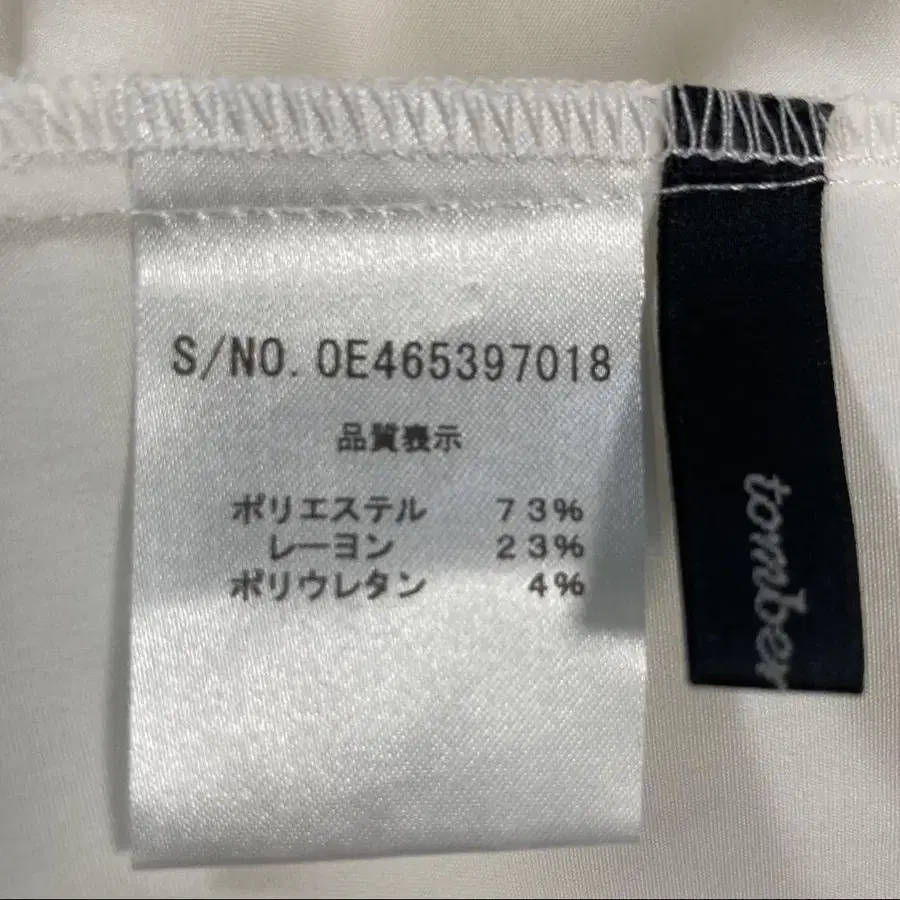 S/NO. 0E465397018
品質表示
ポリエステル 73%
レーヨン 23%
ポリウレタン 4%
tomber